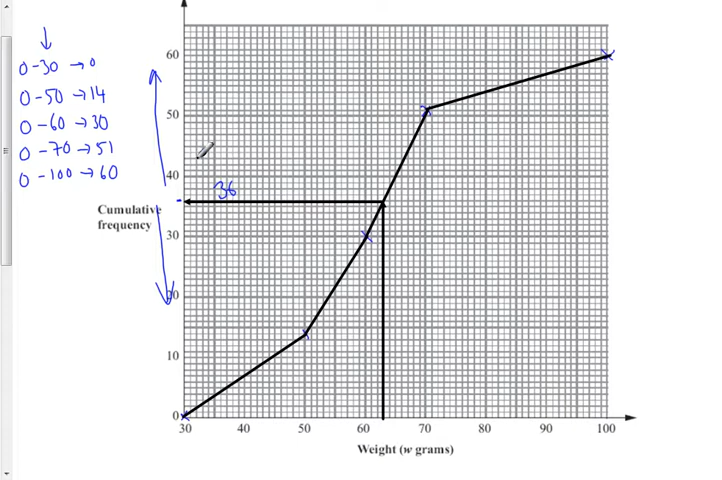 0-30 → 0
0-50 → 14
0-60 → 30
0-70 → 51
0-100 → 60
60
50
40
36
Cumulative
frequency
30
20
10
0
30 40 50 60 70 80 90 100
Weight (w grams)